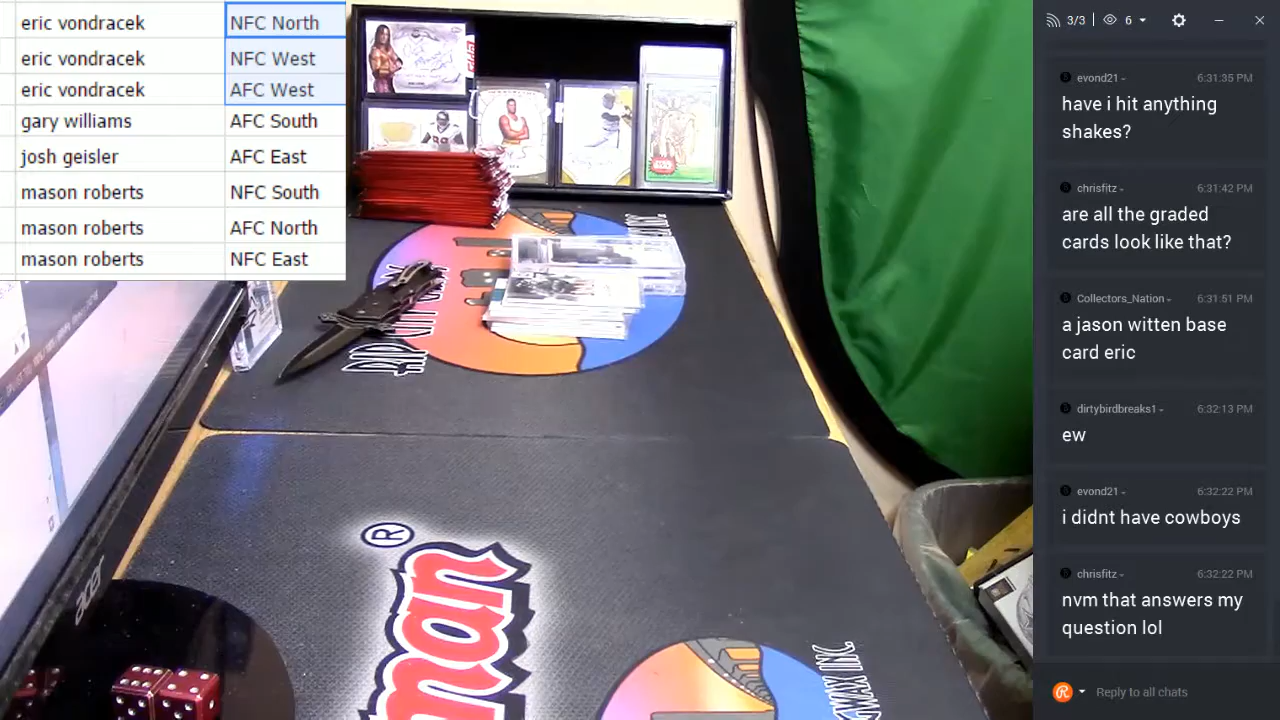 eric vondracek NFC North
eric vondracek NFC West
eric vondracek AFC West
gary williams AFC South
josh geisler AFC East
mason roberts NFC South
mason roberts AFC North
mason roberts NFC East
acer
®
man
3/3 6
evond21 6:31:35 PM
have i hit anything
shakes?
chrisfitz 6:31:42 PM
are all the graded
cards look like that?
Collectors_Nation 6:31:51 PM
a jason witten base
card eric
dirtybirdbreaks1 6:32:13 PM
ew
evond21 6:32:22 PM
i didnt have cowboys
chrisfitz 6:32:22 PM
nvm that answers my
question lol
Reply to all chats